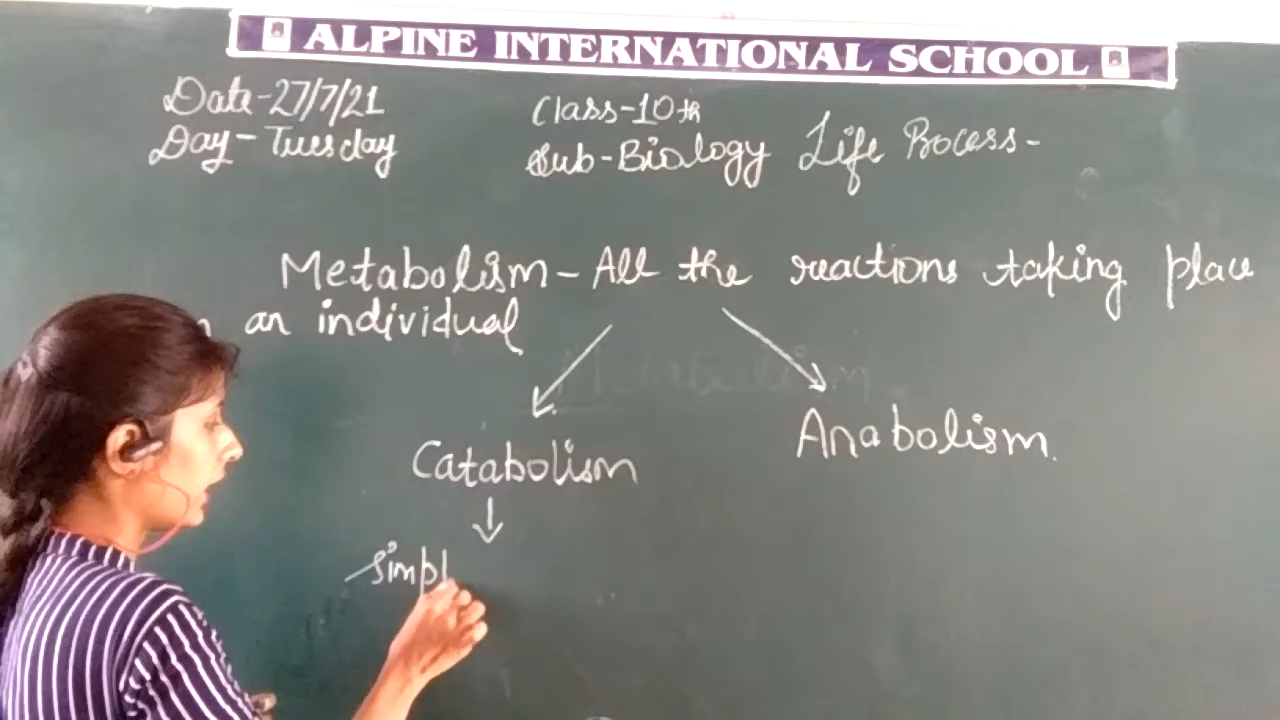 ALPINE INTERNATIONAL SCHOOL
Date-27/7/21
Day-Tuesday
Class-10th
Sub-Biology Life Process-
Metabolism-All the reactions taking place
an individual
Metabolism.
Catabolism
Anabolism.
simpl